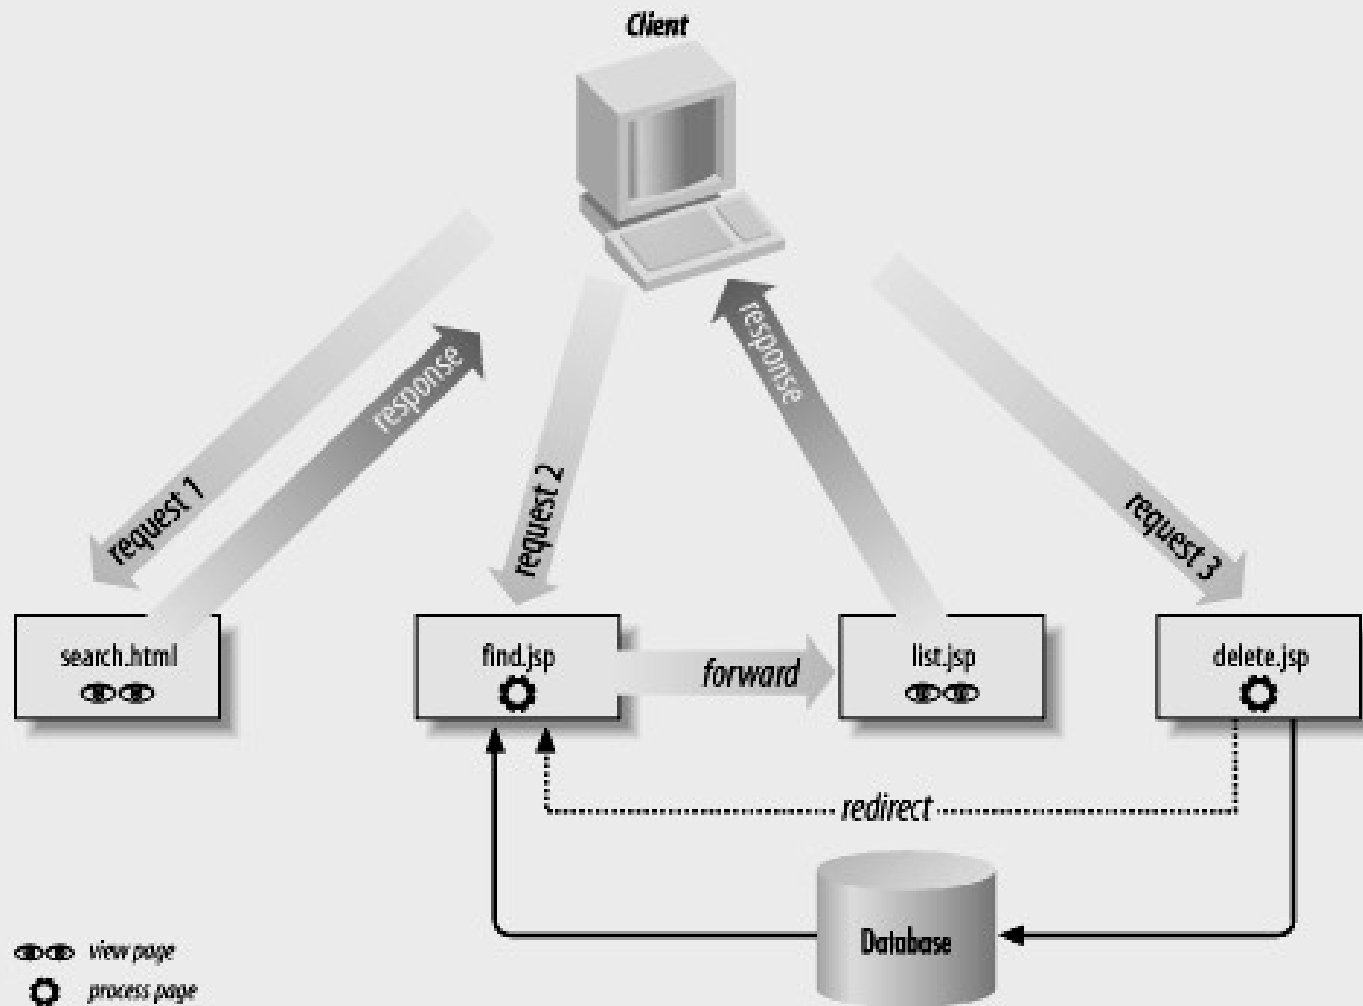 Client
response
response
request 1
request 2
request 3
search.html
find.jsp
forward
list.jsp
delete.jsp
redirect
Database
view page
process page